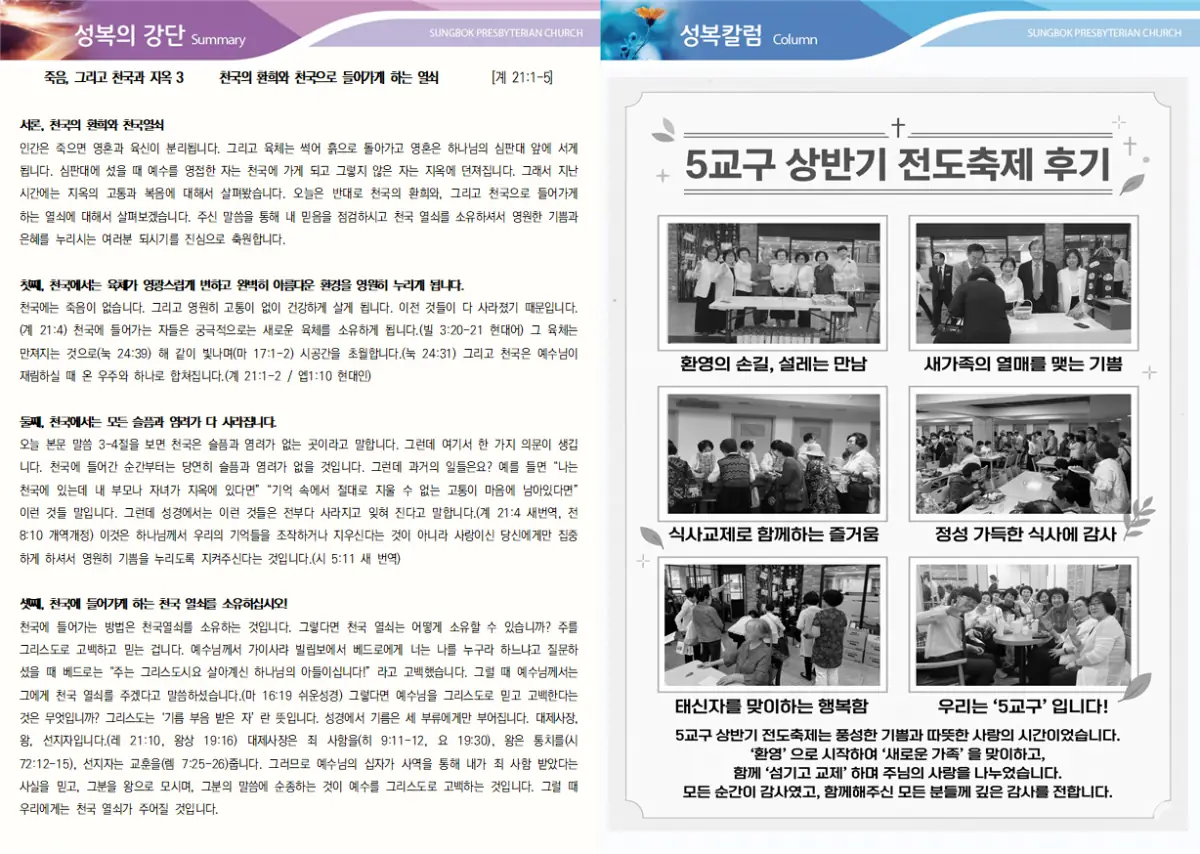 성복의 강단 Summary
SUNGBOK PRESBYTERIAN CHURCH
죽음, 그리고 천국과 지옥 3 천국의 환희와 천국으로 들어가게 하는 열쇠 [계 21:1-5]
서론, 천국의 환희와 천국열쇠
인간은 죽으면 영혼과 육신이 분리됩니다. 그리고 육체는 썩어 흙으로 돌아가고 영혼은 하나님의 심판대 앞에 서게
됩니다. 심판대에 섰을 때 예수를 영접한 자는 천국에 가게 되고 그렇지 않은 자는 지옥에 던져집니다. 그래서 지난
시간에는 지옥의 고통과 복음에 대해서 살펴봤습니다. 오늘은 반대로 천국의 환희와, 그리고 천국으로 들어가게
하는 열쇠에 대해서 살펴보겠습니다. 주신 말씀을 통해 내 믿음을 점검하시고 천국 열쇠를 소유하셔서 영원한 기쁨과
은혜를 누리시는 여러분 되시기를 진심으로 축원합니다.
첫째, 천국에서는 육체가 영광스럽게 변하고 완벽히 아름다운 환경을 영원히 누리게 됩니다.
천국에는 죽음이 없습니다. 그리고 영원히 고통이 없이 건강하게 살게 됩니다. 이전 것들이 다 사라졌기 때문입니다.
(계 21:4) 천국에 들어가는 자들은 궁극적으로는 새로운 육체를 소유하게 됩니다.(빌 3:20-21 현대어) 그 육체는
만져지는 것으로(눅 24:39) 해 같이 빛나며(마 17:1-2) 시공간을 초월합니다.(눅 24:31) 그리고 천국은 예수님이
재림하실 때 온 우주와 하나로 합쳐집니다.(계 21:1-2 / 엡1:10 현대인)
둘째, 천국에서는 모든 슬픔과 염려가 다 사라집니다.
오늘 본문 말씀 3-4절을 보면 천국은 슬픔과 염려가 없는 곳이라고 말합니다. 그런데 여기서 한 가지 의문이 생깁
니다. 천국에 들어간 순간부터는 당연히 슬픔과 염려가 없을 것입니다. 그런데 과거의 일들은요? 예를 들면 “나는
천국에 있는데 내 부모나 자녀가 지옥에 있다면” “기억 속에서 절대로 지울 수 없는 고통이 마음에 남아있다면”
이런 것들 말입니다. 그런데 성경에서는 이런 것들은 전부다 사라지고 잊혀 진다고 말합니다.(계 21:4 새번역, 전
8:10 개역개정) 이것은 하나님께서 우리의 기억들을 조작하거나 지우신다는 것이 아니라 사랑이신 당신에게만 집중
하게 하셔서 영원히 기쁨을 누리도록 지켜주신다는 것입니다.(시 5:11 새 번역)
셋째, 천국에 들어가게 하는 천국 열쇠를 소유하십시오!
천국에 들어가는 방법은 천국열쇠를 소유하는 것입니다. 그렇다면 천국 열쇠는 어떻게 소유할 수 있습니까? 주를
그리스도로 고백하고 믿는 겁니다. 예수님께서 가이사랴 빌립보에서 베드로에게 너는 나를 누구라 하느냐고 질문하
셨을 때 베드로는 “주는 그리스도시요 살아계신 하나님의 아들이십니다!” 라고 고백했습니다. 그럴 때 예수님께서는
그에게 천국 열쇠를 주겠다고 말씀하셨습니다.(마 16:19 쉬운성경) 그렇다면 예수님을 그리스도로 믿고 고백한다는
것은 무엇입니까? 그리스도는 ‘기름 부음 받은 자’ 란 뜻입니다. 성경에서 기름은 세 부류에게만 부어집니다. 대제사장,
왕, 선지자입니다.(레 21:10, 왕상 19:16) 대제사장은 죄 사함을(히 9:11-12, 요 19:30), 왕은 통치를(시
72:12-15), 선지자는 교훈을(렘 7:25-26)줍니다. 그러므로 예수님의 십자가 사역을 통해 내가 죄 사함 받았다는
사실을 믿고, 그분을 왕으로 모시며, 그분의 말씀에 순종하는 것이 예수를 그리스도로 고백하는 것입니다. 그럴 때
우리에게는 천국 열쇠가 주어질 것입니다.
성복칼럼 Column
SUNGBOK PRESBYTERIAN CHURCH
5교구 상반기 전도축제 후기
환영의 손길, 설레는 만남
새가족의 열매를 맺는 기쁨
식사교제로 함께하는 즐거움
정성 가득한 식사에 감사
태신자를 맞이하는 행복함
우리는 ‘5교구’ 입니다!
5교구 상반기 전도축제는 풍성한 기쁨과 따뜻한 사랑의 시간이었습니다.
‘환영’ 으로 시작하여 ‘새로운 가족’ 을 맞이하고,
함께 ‘섬기고 교제’ 하며 주님의 사랑을 나누었습니다.
모든 순간이 감사였고, 함께해주신 모든 분들께 깊은 감사를 전합니다.